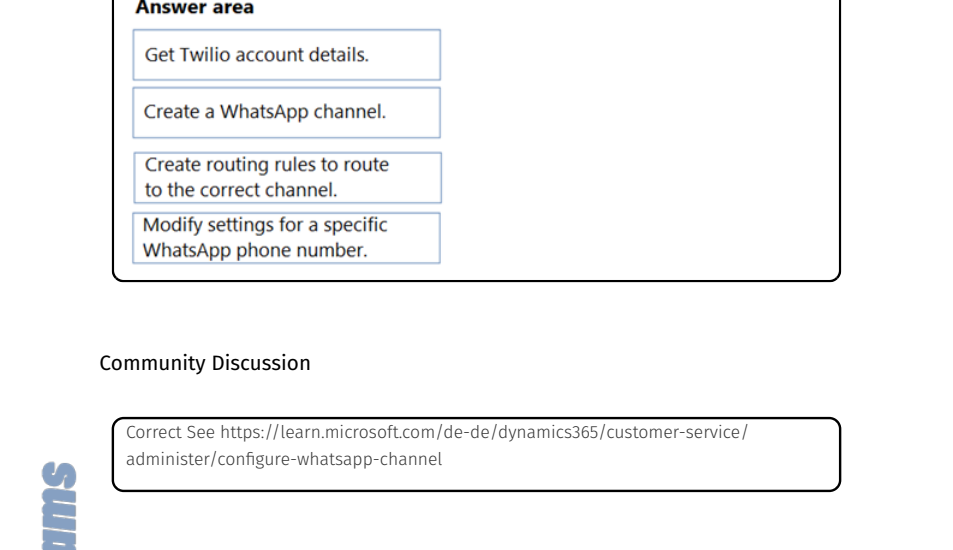 Answer area
Get Twilio account details.
Create a WhatsApp channel.
Create routing rules to route
to the correct channel.
Modify settings for a specific
WhatsApp phone number.
Community Discussion
Correct See https://learn.microsoft.com/de-de/dynamics365/customer-service/
administer/configure-whatsapp-channel